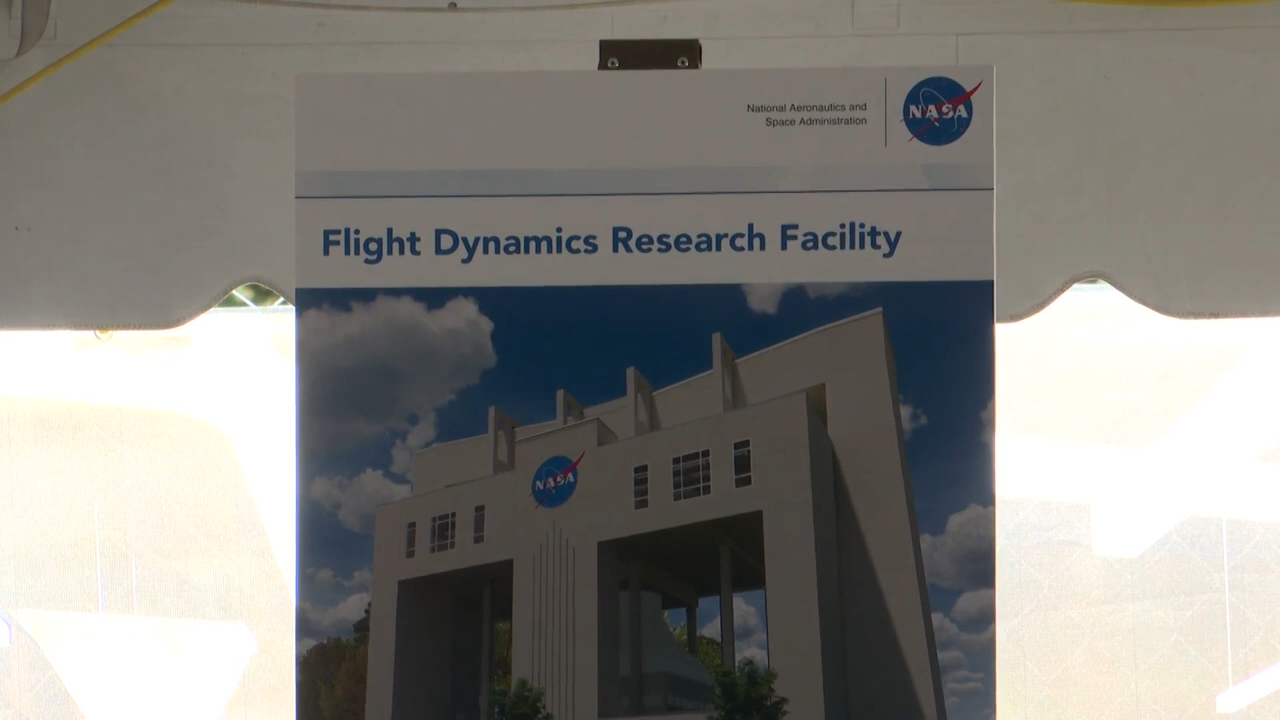 National Aeronautics and
Space Administration
NASA
Flight Dynamics Research Facility
NASA